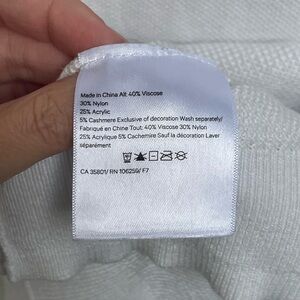 Made in China Alt 40% Viscose
30% Nylon
25% Acrylic
5% Cashmere Exclusive of decoration Wash separately/
Fabriqué en Chine Tout: 40% Viscose 30% Nylon
25% Acrylique 5% Cachemire Sauf la décoration Laver
séparément
CA 35801/ RN 106259/ F7